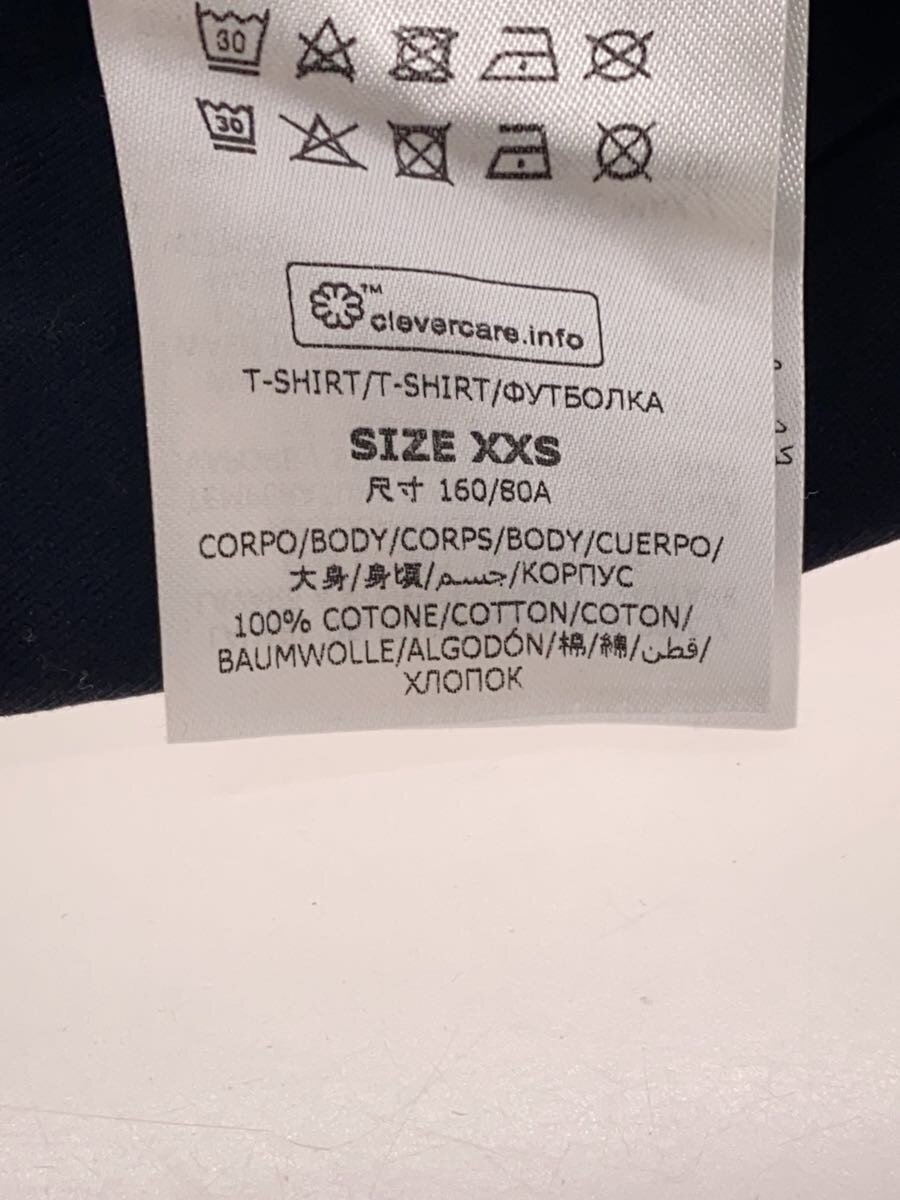 30
30
™
clevercare.info
T-SHIRT/T-SHIRT/ФУТБОЛКА
SIZE XXS
尺寸 160/80A
CORPO/BODY/CORPS/BODY/CUERPO/
大身/身頃/جسم/КОРПУС
100% COTONE/COTTON/COTON/
BAUMWOLLE/ALGODÓN/棉/綿/قطن/
ХЛОПОК